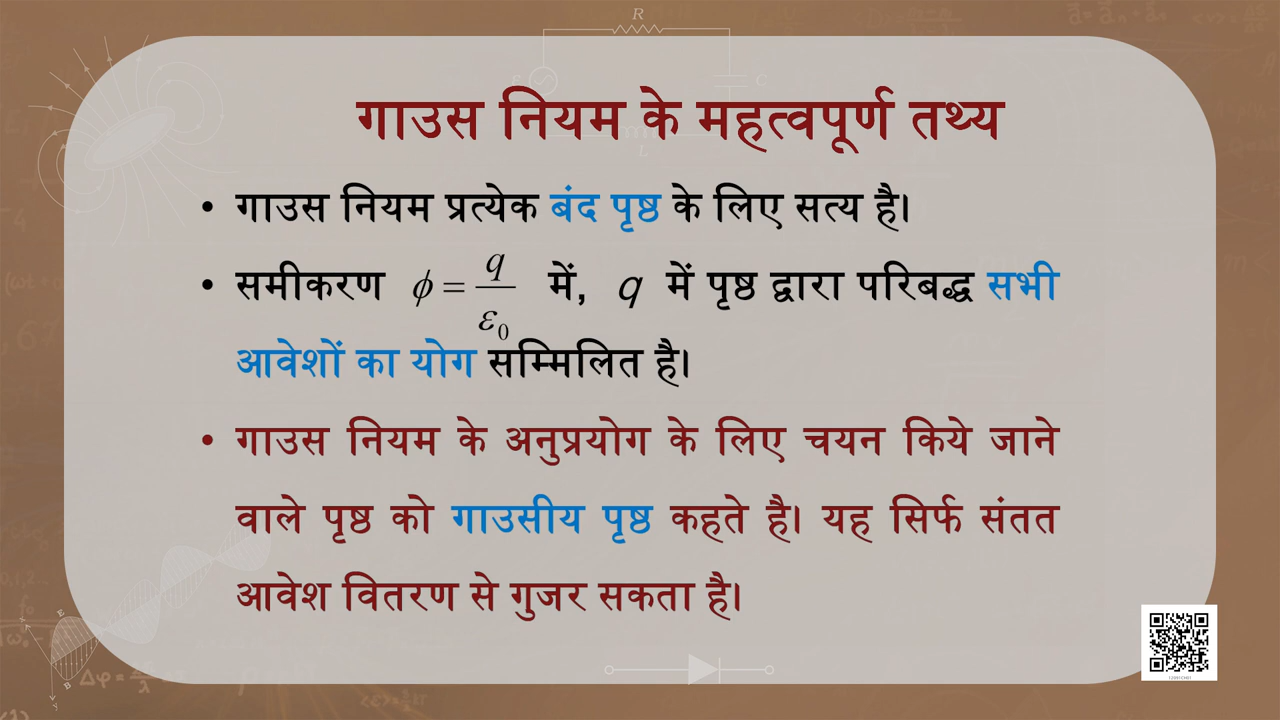 गाउस नियम के महत्वपूर्ण तथ्य
• गाउस नियम प्रत्येक बंद पृष्ठ के लिए सत्य है।
• समीकरण ϕ = q/ε₀ में, q में पृष्ठ द्वारा परिबद्ध सभी
आवेशों का योग सम्मिलित है।
• गाउस नियम के अनुप्रयोग के लिए चयन किये जाने
वाले पृष्ठ को गाउसीय पृष्ठ कहते है। यह सिर्फ संतत
आवेश वितरण से गुजर सकता है।